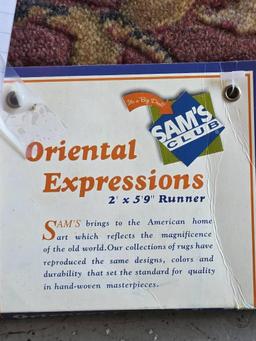 It's a Big Deal!
SAM'S
CLUB
Oriental
Expressions
2' x 5'9" Runner
SAM'S brings to the American home
art which reflects the magnificence
of the old world.Our collections of rugs have
reproduced the same designs, colors and
durability that set the standard for quality
in hand-woven masterpieces.